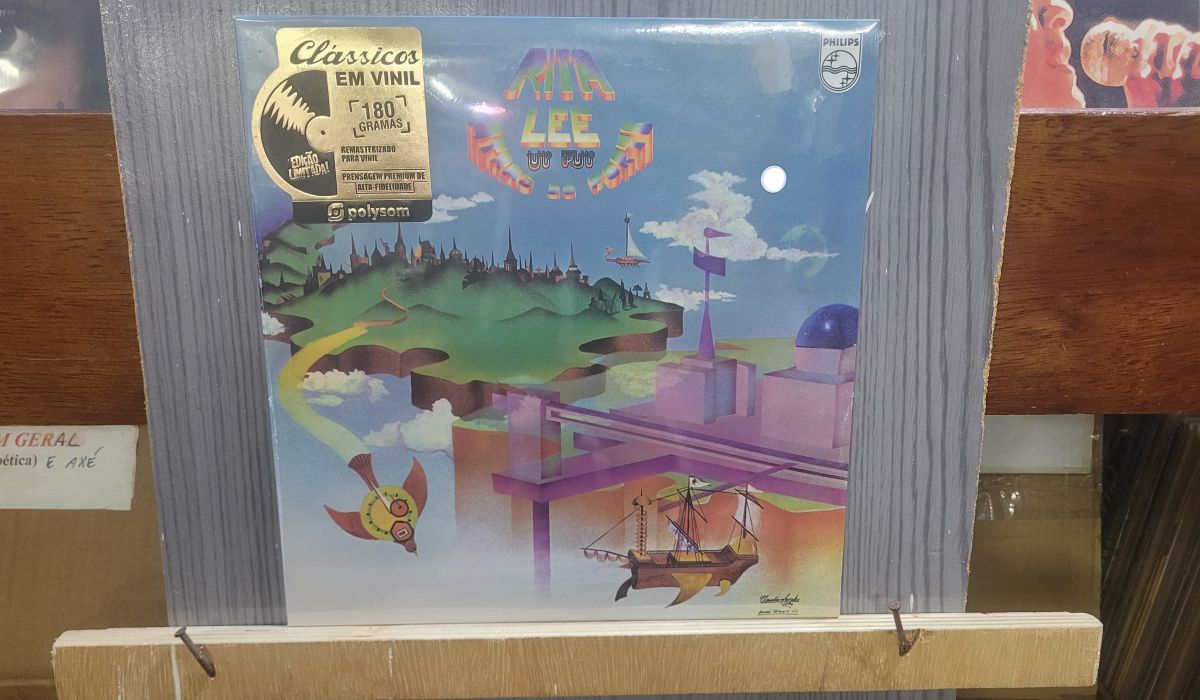 Clássicos
EM VINIL
180
GRAMAS
EDIÇÃO
LIMITADA!
REMASTERIZADO
PARA VINIL
PRENSAGEM PREMIUM DE
ALTA-FIDELIDADE
polysom
RITA
LEE
PHILIPS
M GERAL
ética) E AXÉ